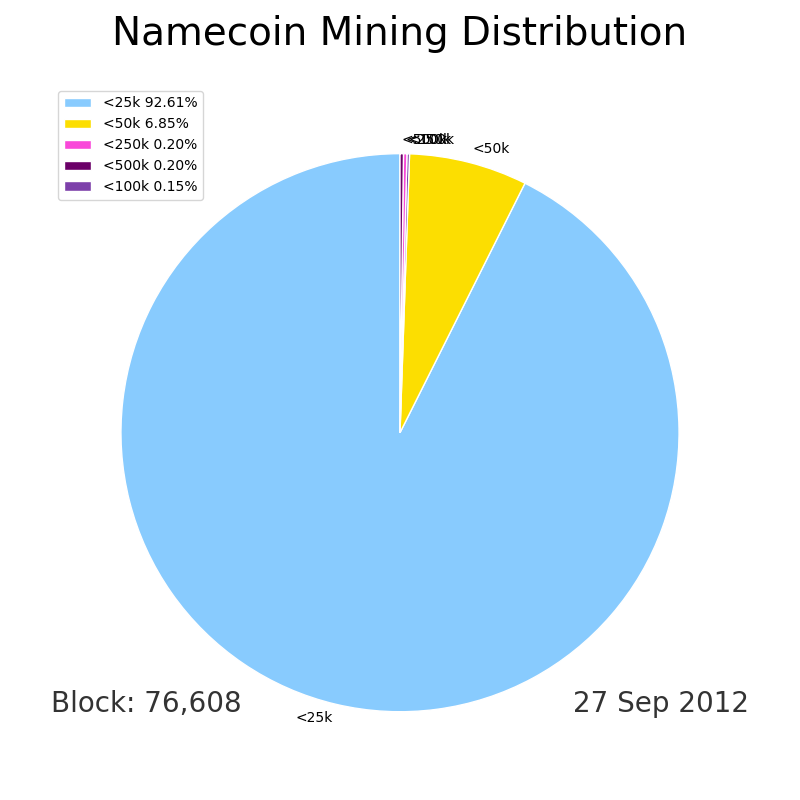 Namecoin Mining Distribution
<25k 92.61%
<50k 6.85%
<250k 0.20%
<500k 0.20%
<100k 0.15%
<50k
<25k
Block: 76,608
27 Sep 2012